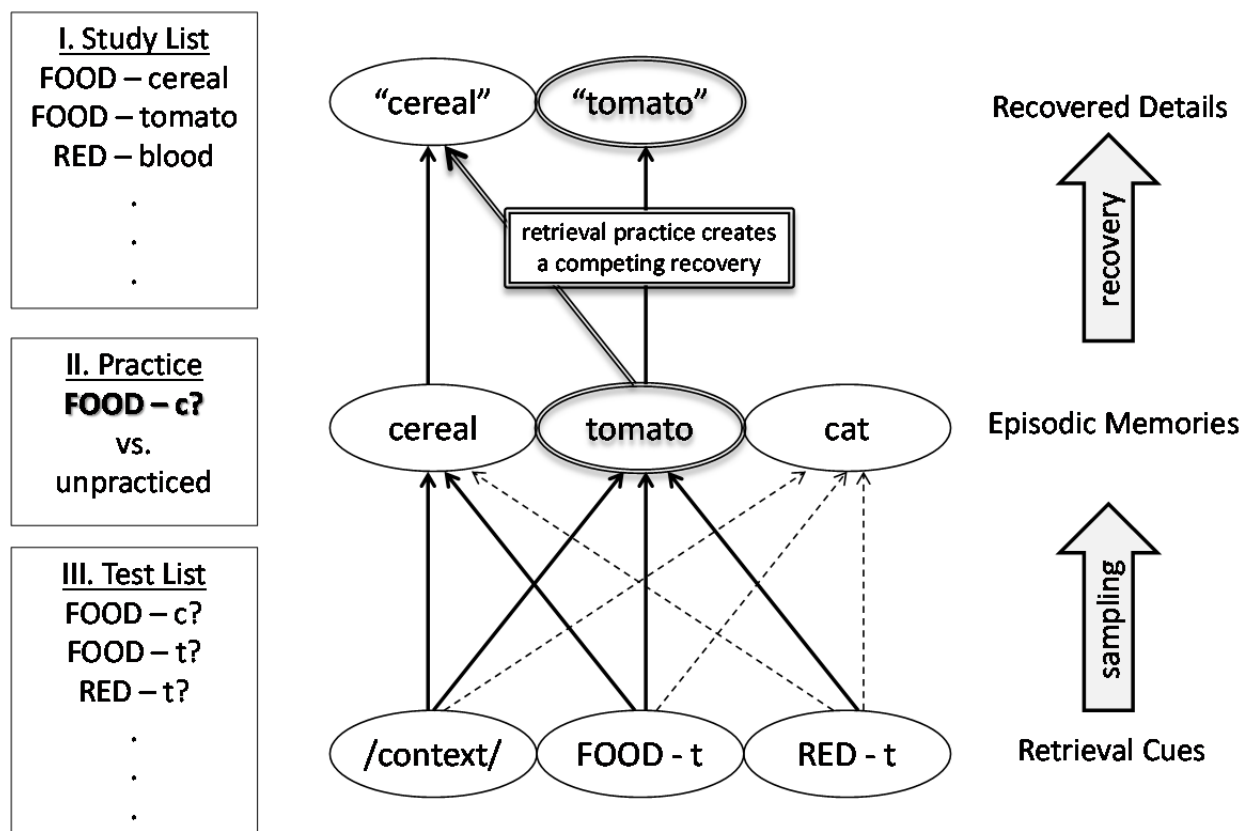 I. Study List
FOOD – cereal
FOOD – tomato
RED – blood
.
.
.
II. Practice
FOOD – c?
vs.
unpracticed
III. Test List
FOOD – c?
FOOD – t?
RED – t?
.
.
.
“cereal”
“tomato”
retrieval practice creates
a competing recovery
cereal
tomato
cat
/context/
FOOD - t
RED - t
Recovered Details
recovery
Episodic Memories
sampling
Retrieval Cues